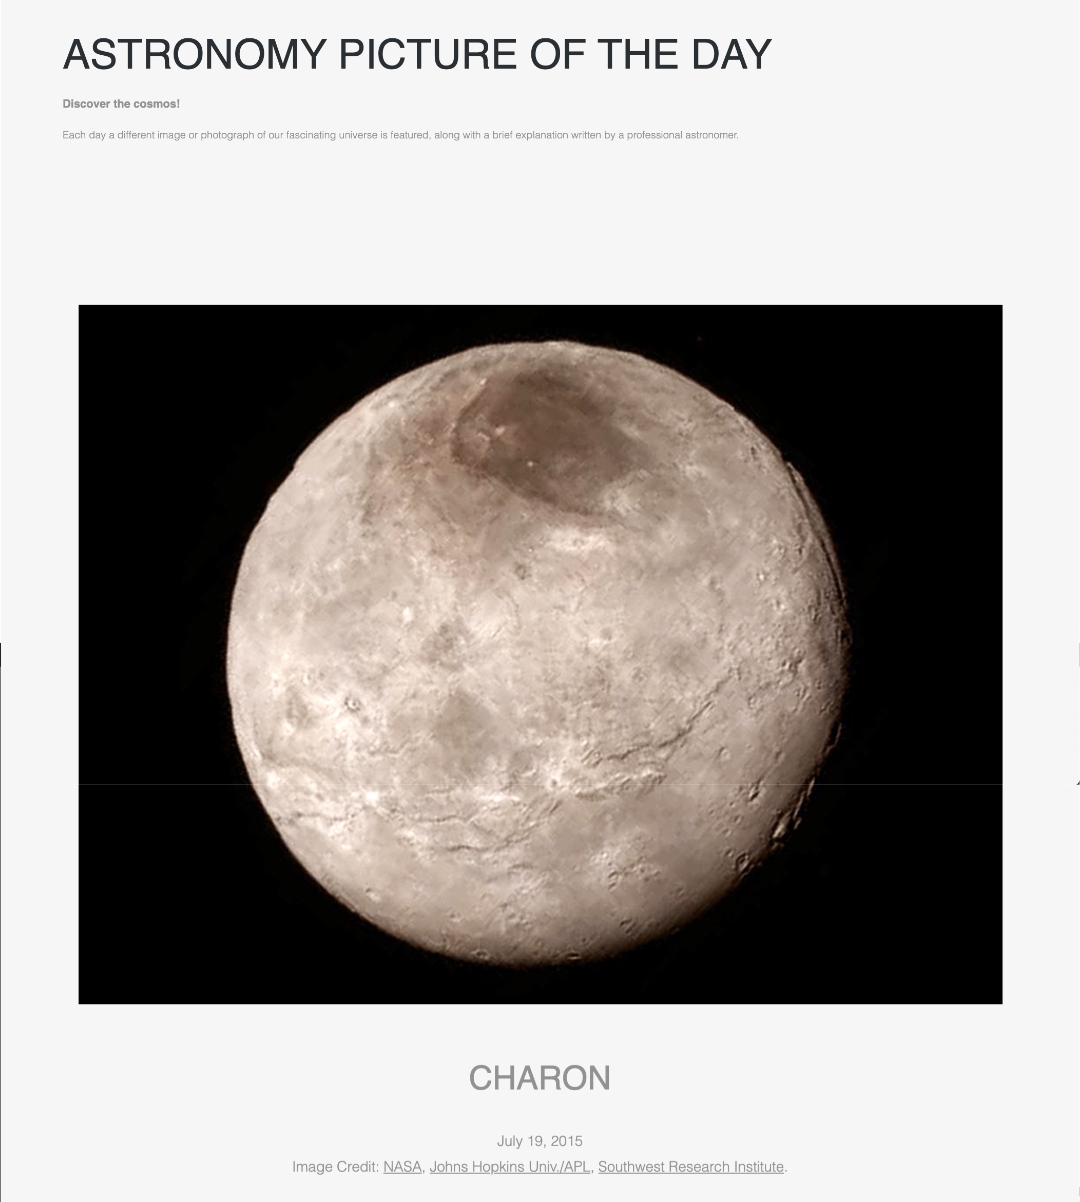 ASTRONOMY PICTURE OF THE DAY
Discover the cosmos!
Each day a different image or photograph of our fascinating universe is featured, along with a brief explanation written by a professional astronomer.
CHARON
July 19, 2015
Image Credit: NASA, Johns Hopkins Univ./APL, Southwest Research Institute.